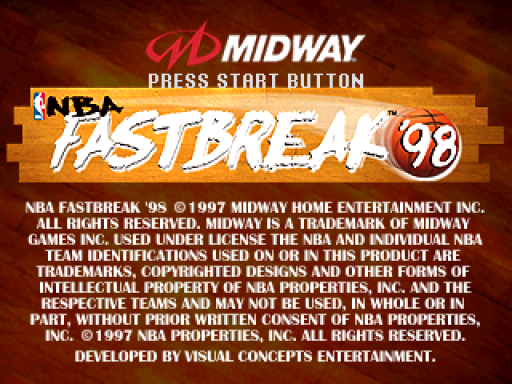 MIDWAY
PRESS START BUTTON
NBA
FASTBREAK '98™
NBA FASTBREAK '98 ©1997 MIDWAY HOME ENTERTAINMENT INC.
ALL RIGHTS RESERVED. MIDWAY IS A TRADEMARK OF MIDWAY
GAMES INC. USED UNDER LICENSE THE NBA AND INDIVIDUAL NBA
TEAM IDENTIFICATIONS USED ON OR IN THIS PRODUCT ARE
TRADEMARKS, COPYRIGHTED DESIGNS AND OTHER FORMS OF
INTELLECTUAL PROPERTY OF NBA PROPERTIES, INC. AND THE
RESPECTIVE TEAMS AND MAY NOT BE USED, IN WHOLE OR IN
PART, WITHOUT PRIOR WRITTEN CONSENT OF NBA PROPERTIES,
INC. ©1997 NBA PROPERTIES, INC. ALL RIGHTS RESERVED.
DEVELOPED BY VISUAL CONCEPTS ENTERTAINMENT.